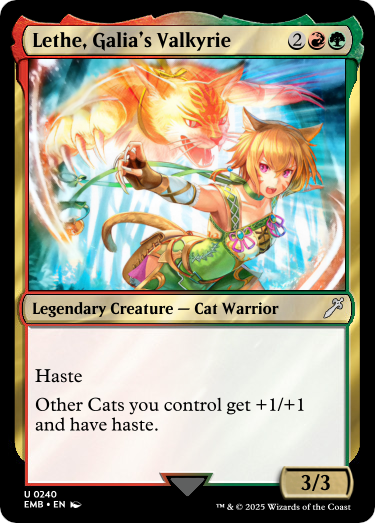 Lethe, Galia's Valkyrie 2
Legendary Creature — Cat Warrior
Haste
Other Cats you control get +1/+1
and have haste.
3/3
U 0240
EMB • EN
™ & © 2025 Wizards of the Coast